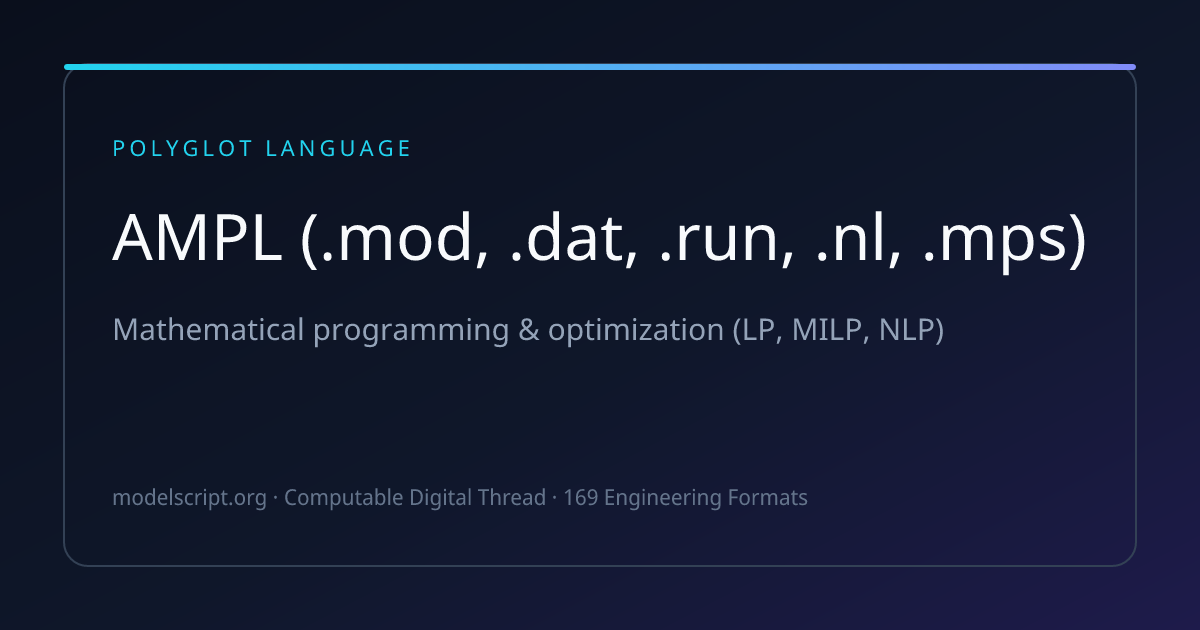 POLYGLOT LANGUAGE
AMPL (.mod, .dat, .run, .nl, .mps)
Mathematical programming & optimization (LP, MILP, NLP)
modelscript.org · Computable Digital Thread · 169 Engineering Formats